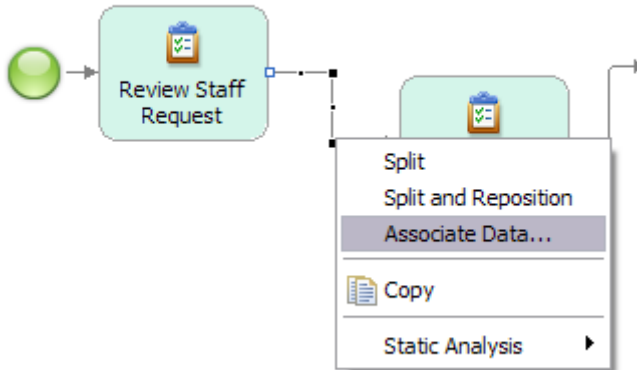 Review Staff
Request
Split
Split and Reposition
Associate Data...
Copy
Static Analysis